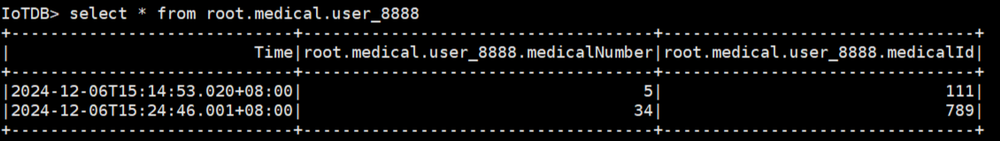 IoTDB> select * from root.medical.user_8888
+-----------------------------+------------------------------------+--------------------------------+
|                         Time|root.medical.user_8888.medicalNumber|root.medical.user_8888.medicalId|
+-----------------------------+------------------------------------+--------------------------------+
|2024-12-06T15:14:53.020+08:00|                                   5|                             111|
|2024-12-06T15:24:46.001+08:00|                                  34|                             789|
+-----------------------------+------------------------------------+--------------------------------+